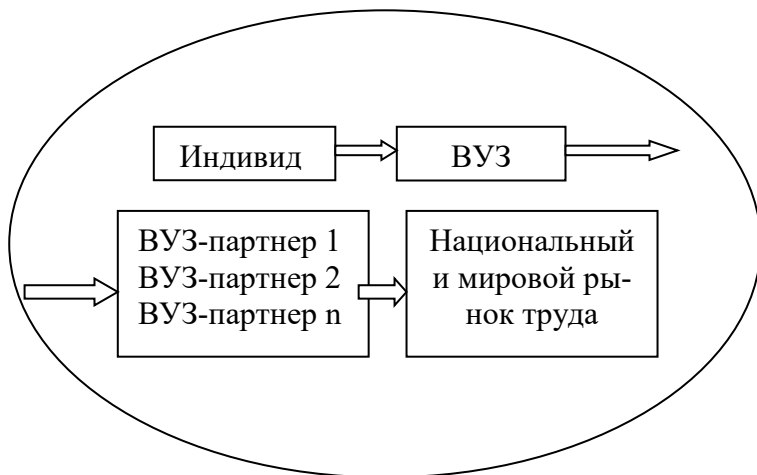 Индивид
ВУЗ
ВУЗ-партнер 1
ВУЗ-партнер 2
ВУЗ-партнер n
Национальный
и мировой ры-
нок труда